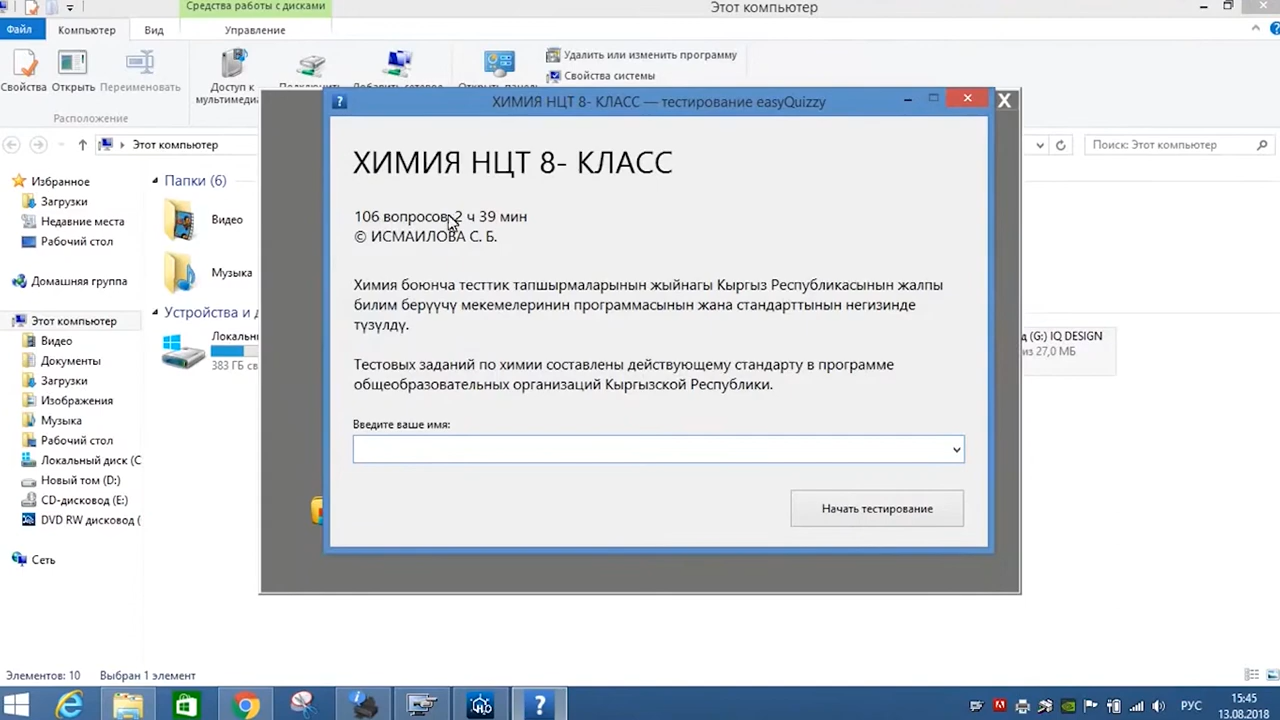 Средства работы с дисками
Этот компьютер
Файл
Компьютер
Вид
Управление
Свойства
Открыть
Переименовать
Доступ к
мультимедиа
Удалить или изменить программу
Свойства системы
Расположение
Этот компьютер
Поиск: Этот компьютер
ХИМИЯ НЦТ 8- КЛАСС — тестирование easyQuizzy
X
ХИМИЯ НЦТ 8- КЛАСС
106 вопросов, 2 ч 39 мин
© ИСМАИЛОВА С. Б.
Химия боюнча тесттик тапшырмаларынын жыйнагы Кыргыз Республикасынын жалпы
билим берүүчү мекемелеринин программасынын жана стандарттынын негизинде
түзүлдү.
Тестовых заданий по химии составлены действующему стандарту в программе
общеобразовательных организаций Кыргызской Республики.
Введите ваше имя:
Начать тестирование
Избранное
Загрузки
Недавние места
Рабочий стол
Домашняя группа
Этот компьютер
Видео
Документы
Загрузки
Изображения
Музыка
Рабочий стол
Локальный диск (C
Новый том (D:)
CD-дисковод (E:)
DVD RW дисковод (
Сеть
Папки (6)
Видео
Музыка
Устройства и д
Локальн
383 ГБ св
д (G:) IQ DESIGN
из 27,0 МБ
Элементов: 10
Выбран 1 элемент
РУС
15:45
13.08.2018